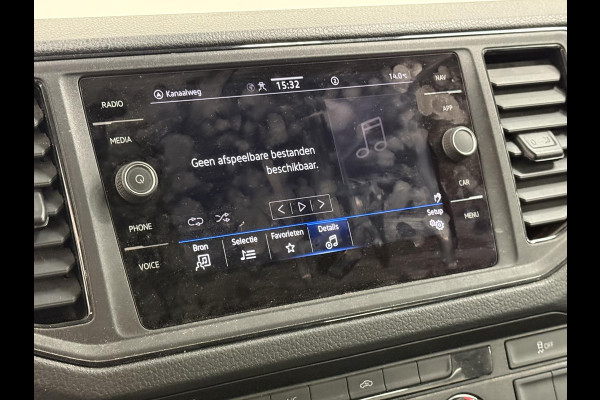 Kanaalweg
15:32
14.0°C
RADIO
NAV
MEDIA
APP
Geen afspeelbare bestanden
beschikbaar.
PHONE
CAR
VOICE
MENU
Bron
Selectie
Favorieten
Details
Setup
OFF